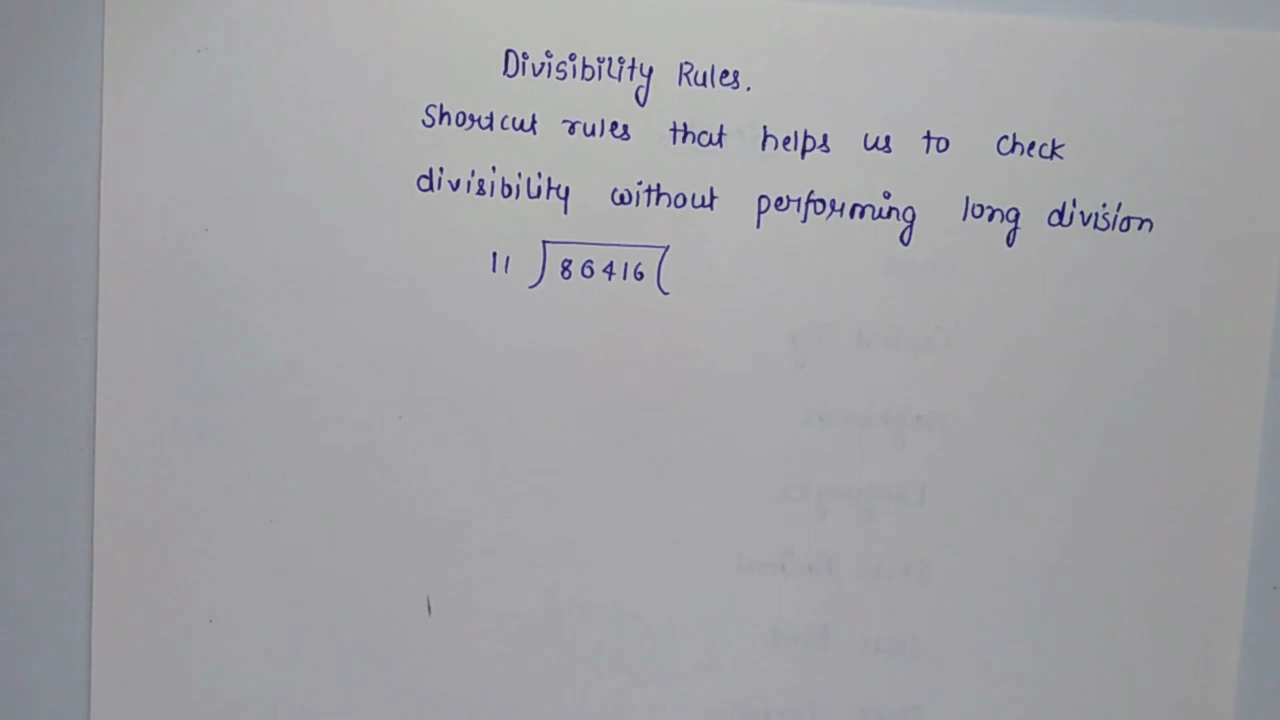 Divisibility Rules.
Shortcut rules that helps us to check
divisibility without performing long division
11 ) 86416 (